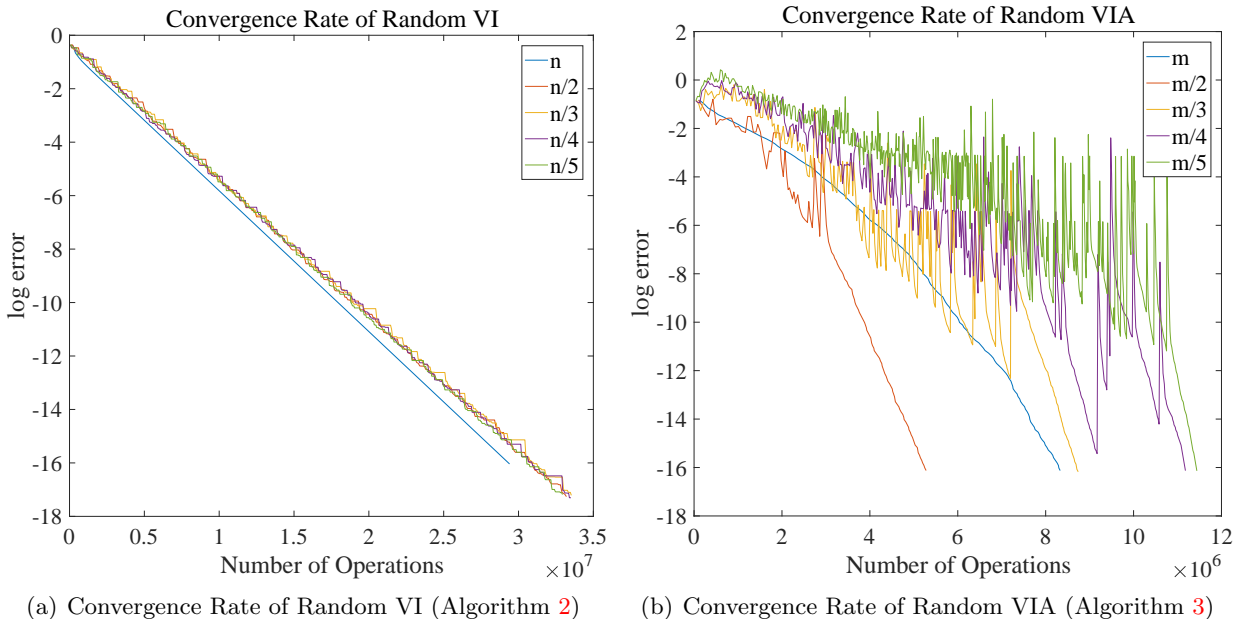 Convergence Rate of Random VI
0
-2
-4
-6
-8
-10
-12
-14
-16
-18
log error
n
n/2
n/3
n/4
n/5
0 0.5 1 1.5 2 2.5 3 3.5
Number of Operations
×10^7
(a) Convergence Rate of Random VI (Algorithm 2)
Convergence Rate of Random VIA
2
0
-2
-4
-6
-8
-10
-12
-14
-16
-18
log error
m
m/2
m/3
m/4
m/5
0 2 4 6 8 10 12
Number of Operations
×10^6
(b) Convergence Rate of Random VIA (Algorithm 3)